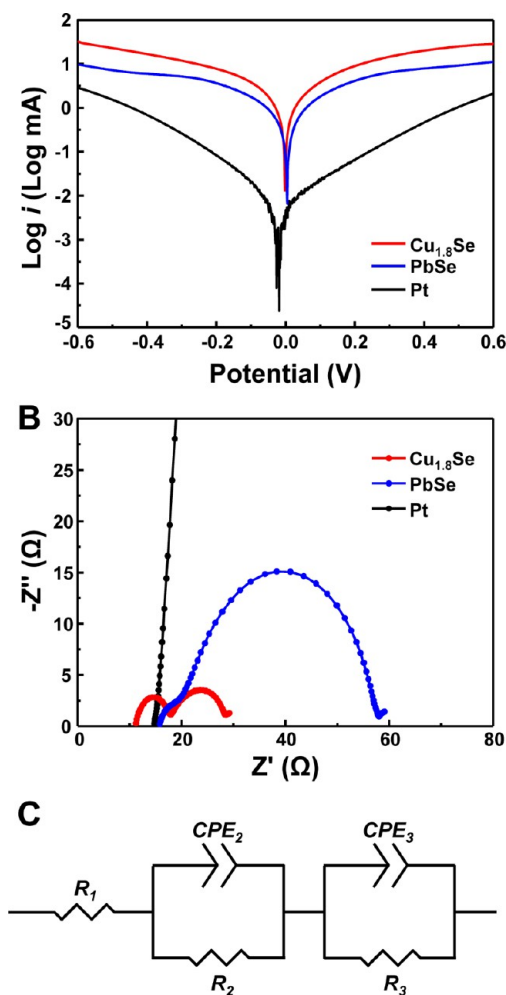 2
1
0
-1
-2
-3
-4
-5
Log i (Log mA)
Cu1.8Se
PbSe
Pt
-0.6 -0.4 -0.2 0.0 0.2 0.4 0.6
Potential (V)
B
30
25
20
15
10
5
0
-Z'' (Ω)
Cu1.8Se
PbSe
Pt
0 20 40 60 80
Z' (Ω)
C
CPE2 CPE3
R1
R2 R3